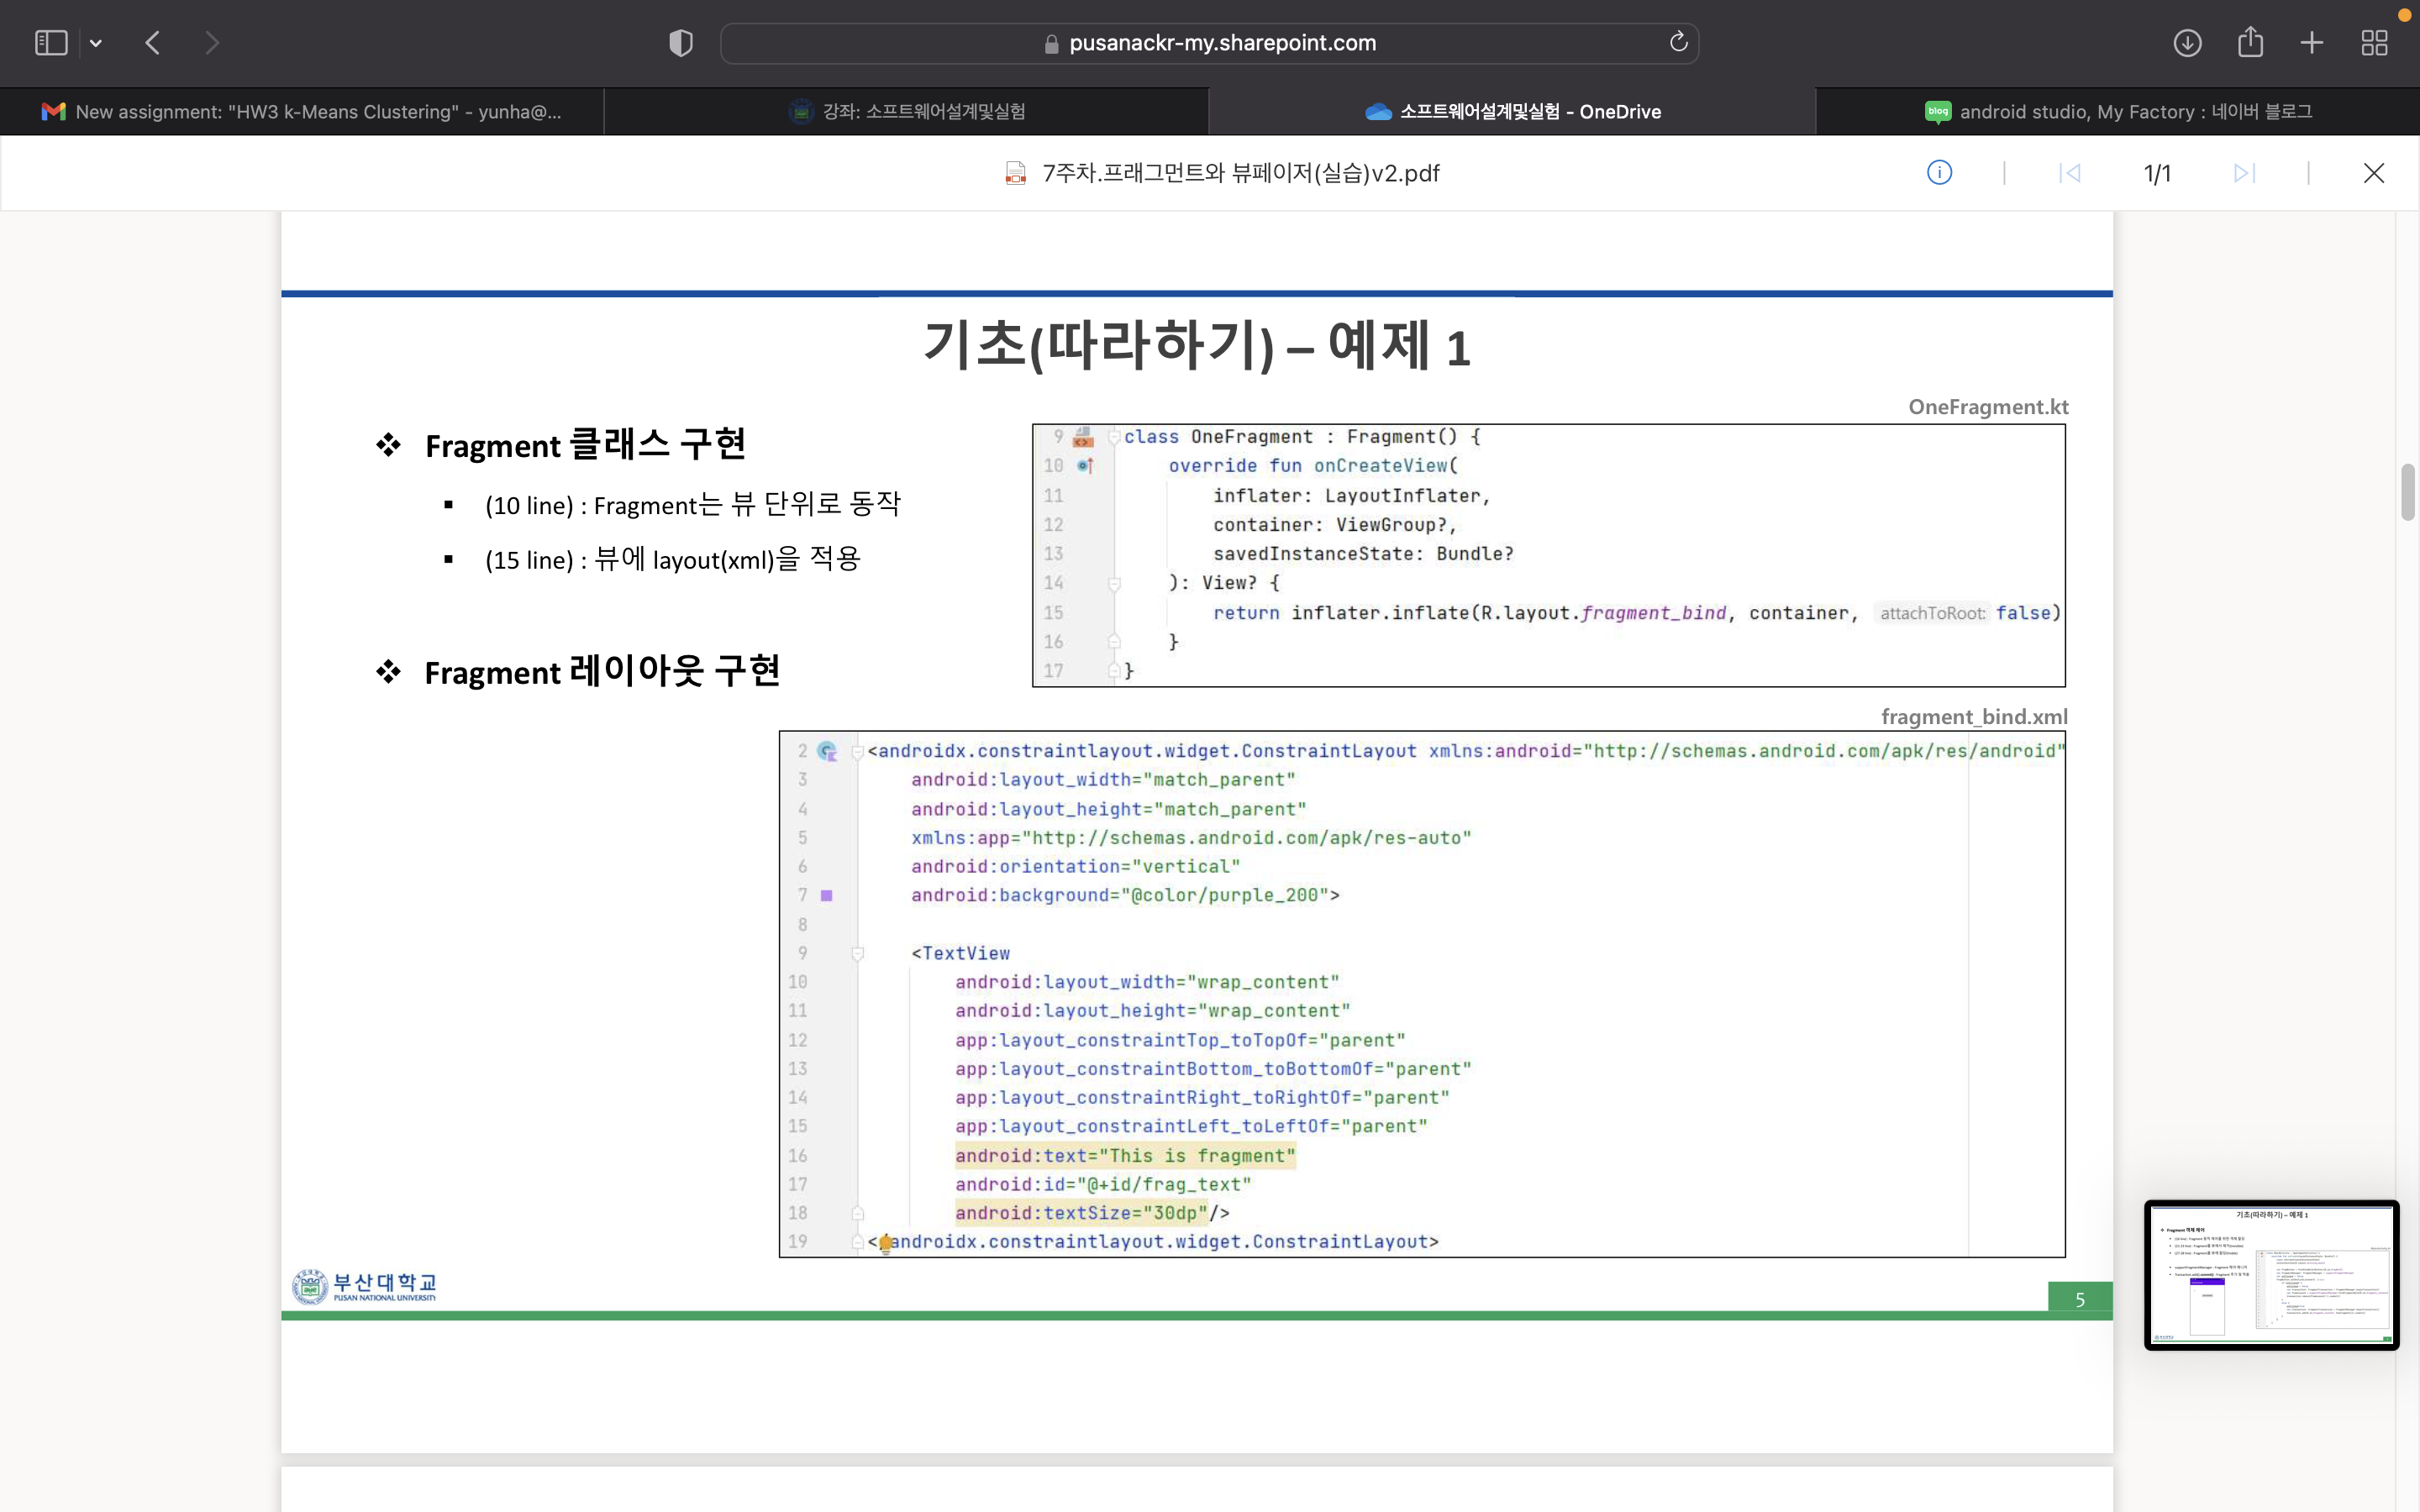 pusanackr-my.sharepoint.com
New assignment: "HW3 k-Means Clustering" - yunha@...
강좌: 소프트웨어설계및실험
소프트웨어설계및실험 - OneDrive
blog
android studio, My Factory : 네이버 블로그
7주차.프래그먼트와 뷰페이저(실습)v2.pdf
1/1
기초(따라하기) – 예제 1
❖ Fragment 클래스 구현
▪ (10 line) : Fragment는 뷰 단위로 동작
▪ (15 line) : 뷰에 layout(xml)을 적용
❖ Fragment 레이아웃 구현
OneFragment.kt
9 class OneFragment : Fragment() {
10 override fun onCreateView(
11 inflater: LayoutInflater,
12 container: ViewGroup?,
13 savedInstanceState: Bundle?
14 ): View? {
15 return inflater.inflate(R.layout.fragment_bind, container, attachToRoot: false)
16 }
17 }
fragment_bind.xml
2 <androidx.constraintlayout.widget.ConstraintLayout xmlns:android="http://schemas.android.com/apk/res/android"
3 android:layout_width="match_parent"
4 android:layout_height="match_parent"
5 xmlns:app="http://schemas.android.com/apk/res-auto"
6 android:orientation="vertical"
7 android:background="@color/purple_200">
8
9 <TextView
10 android:layout_width="wrap_content"
11 android:layout_height="wrap_content"
12 app:layout_constraintTop_toTopOf="parent"
13 app:layout_constraintBottom_toBottomOf="parent"
14 app:layout_constraintRight_toRightOf="parent"
15 app:layout_constraintLeft_toLeftOf="parent"
16 android:text="This is fragment"
17 android:id="@+id/frag_text"
18 android:textSize="30dp"/>
19 </androidx.constraintlayout.widget.ConstraintLayout>
부산대학교
PUSAN NATIONAL UNIVERSITY
5
기초(따라하기) – 예제 1